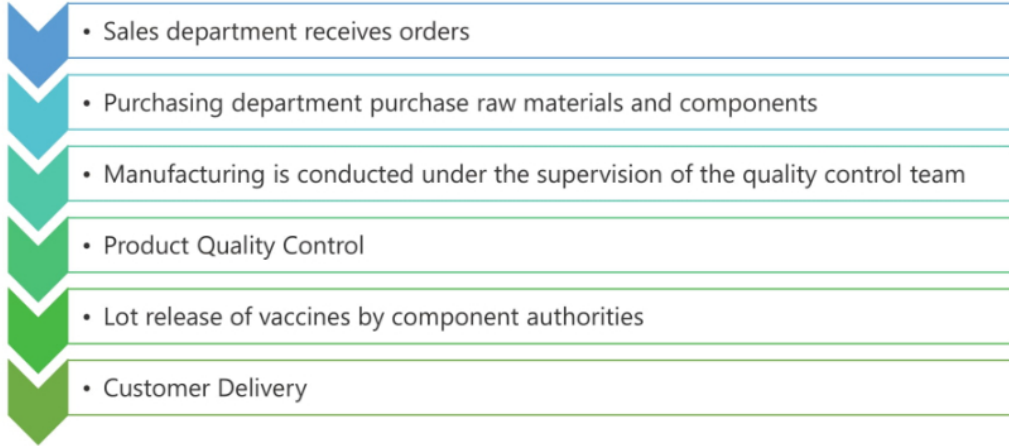 • Sales department receives orders
• Purchasing department purchase raw materials and components
• Manufacturing is conducted under the supervision of the quality control team
• Product Quality Control
• Lot release of vaccines by component authorities
• Customer Delivery